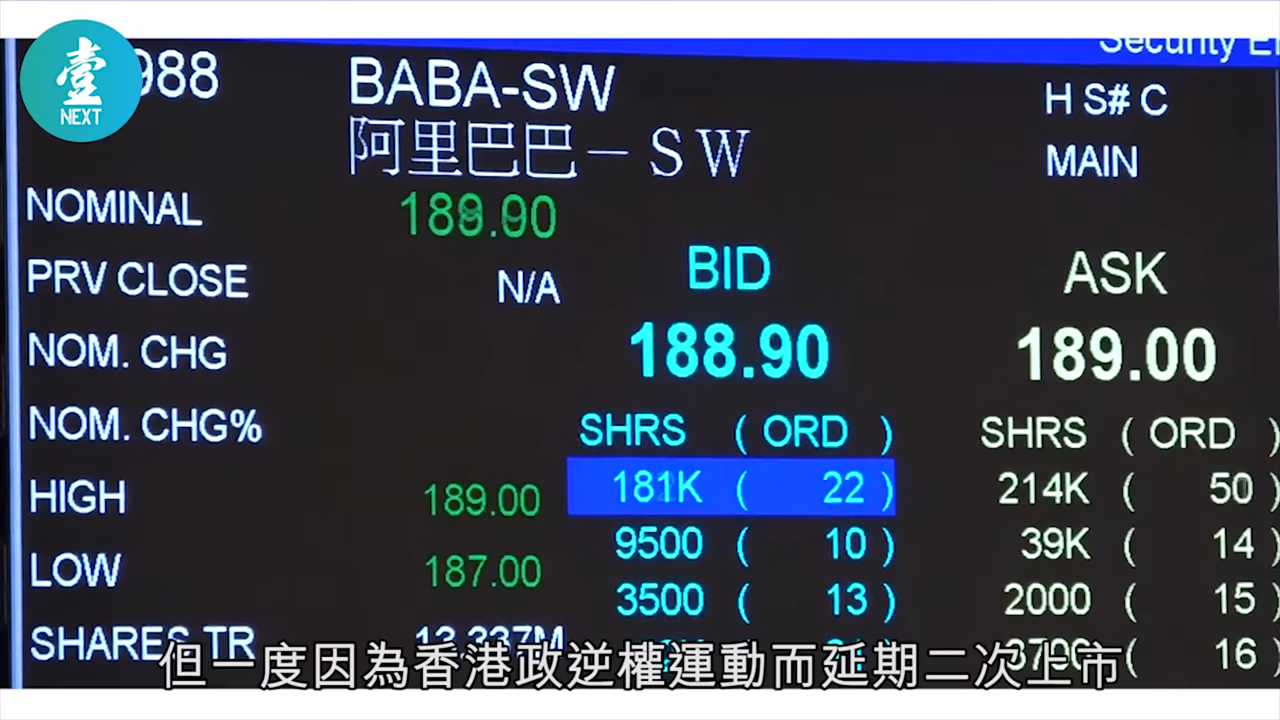 壹
NEXT
988
BABA-SW
阿里巴巴－ＳＷ
Security
H S# C
MAIN
NOMINAL
PRV CLOSE N/A
NOM. CHG
NOM. CHG%
HIGH 189.00
LOW 187.00
SHARES TR
BID
188.90
SHRS ( ORD )
181K ( 22 )
9500 ( 10 )
3500 ( 13 )
ASK
189.00
SHRS ( ORD )
214K ( 50 )
39K ( 14 )
2000 ( 15 )
( 16
但一度因為香港政逆權運動而延期二次上市